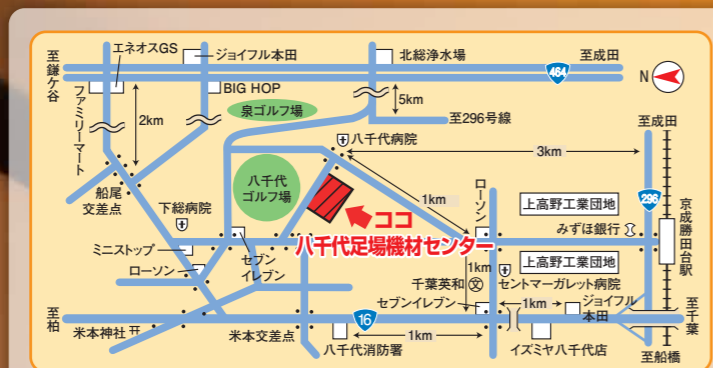 至鎌ケ谷
エネオスGS
ジョイフル本田
北総浄水場
至成田
464
N
ファミリーマート
2km
BIG HOP
泉ゴルフ場
5km
至296号線
至成田
八千代病院
3km
船尾
交差点
下総病院
八千代
ゴルフ場
1km
ローソン
上高野工業団地
296
ココ
八千代足場機材センター
みずほ銀行
京成勝田台駅
ミニストップ
セブン
イレブン
ローソン
1km
上高野工業団地
千葉英和
文
セントマーガレット病院
セブンイレブン
1km
ジョイフル
本田
至千葉
至柏
米本神社
米本交差点
16
八千代消防署
1km
イズミヤ八千代店
至船橋